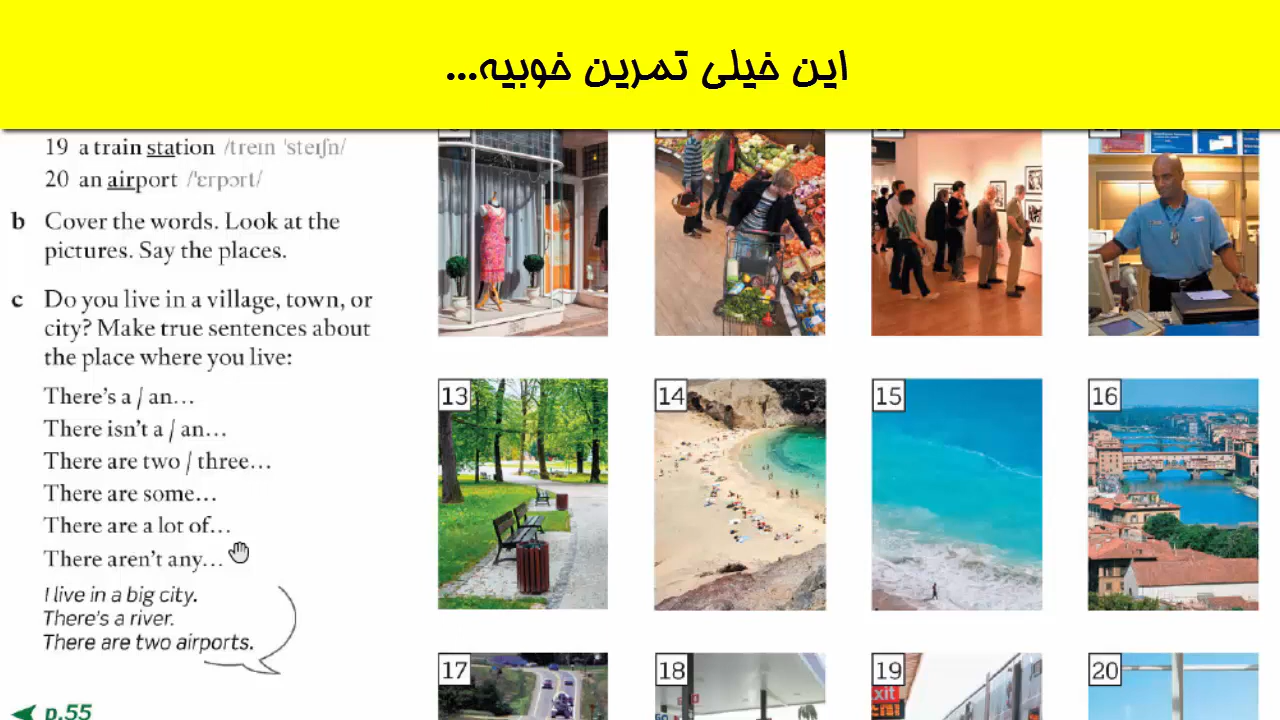 این خیلی تمرین خوبیه...
19 a train station /treɪn ˈsteɪʃn/
20 an airport /ˈɛrpɔrt/
b Cover the words. Look at the
pictures. Say the places.
c Do you live in a village, town, or
city? Make true sentences about
the place where you live:
There's a / an…
There isn't a / an…
There are two / three…
There are some…
There are a lot of…
There aren't any…
I live in a big city.
There's a river.
There are two airports.
p.55
13
14
15
16
17
18
19
20